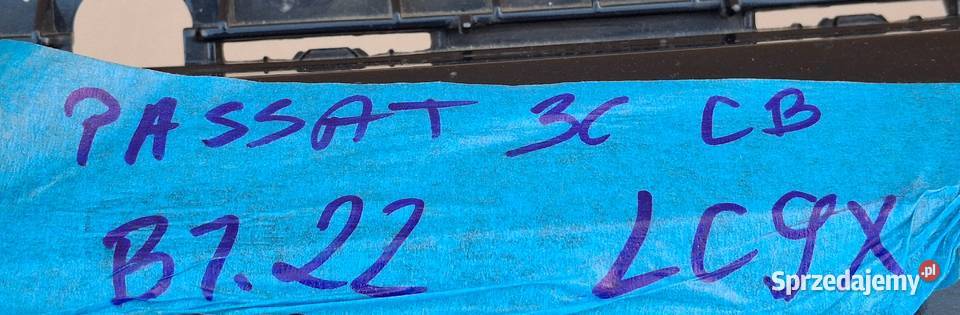 PASSAT 3C CB
B7.22 LC9X
Sprzedajemy.pl